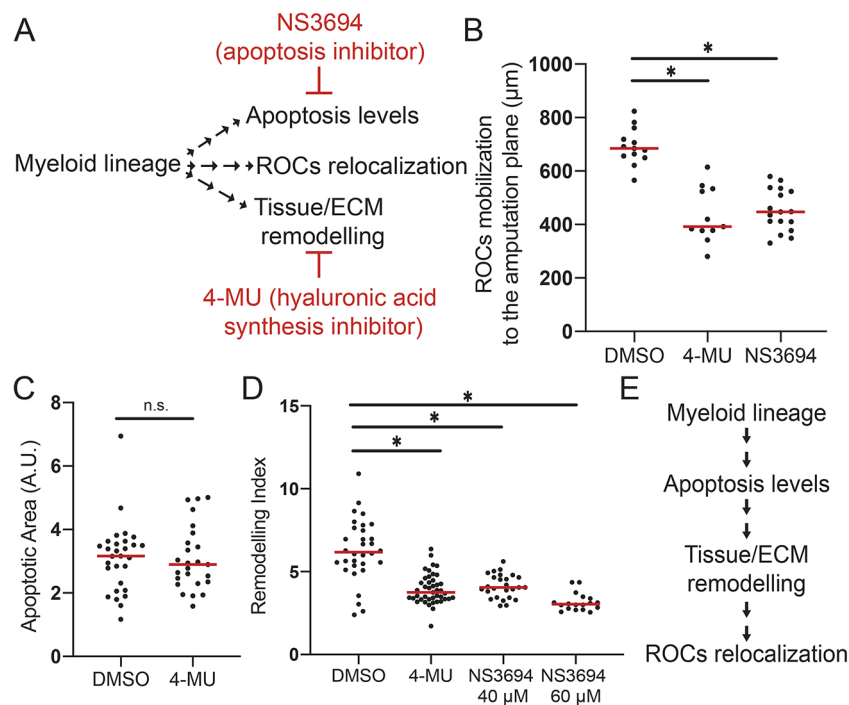 A
NS3694
(apoptosis inhibitor)
Apoptosis levels
Myeloid lineage
ROCs relocalization
Tissue/ECM
remodelling
4-MU (hyaluronic acid
synthesis inhibitor)
B
ROCs mobilization
to the amputation plane (µm)
1000
800
600
400
200
0
*
*
DMSO
4-MU
NS3694
C
Apoptotic Area (A.U.)
8
6
4
2
0
n.s.
DMSO
4-MU
D
Remodelling Index
15
10
5
0
*
*
*
DMSO
4-MU
NS3694
40 µM
NS3694
60 µM
E
Myeloid lineage
Apoptosis levels
Tissue/ECM
remodelling
ROCs relocalization